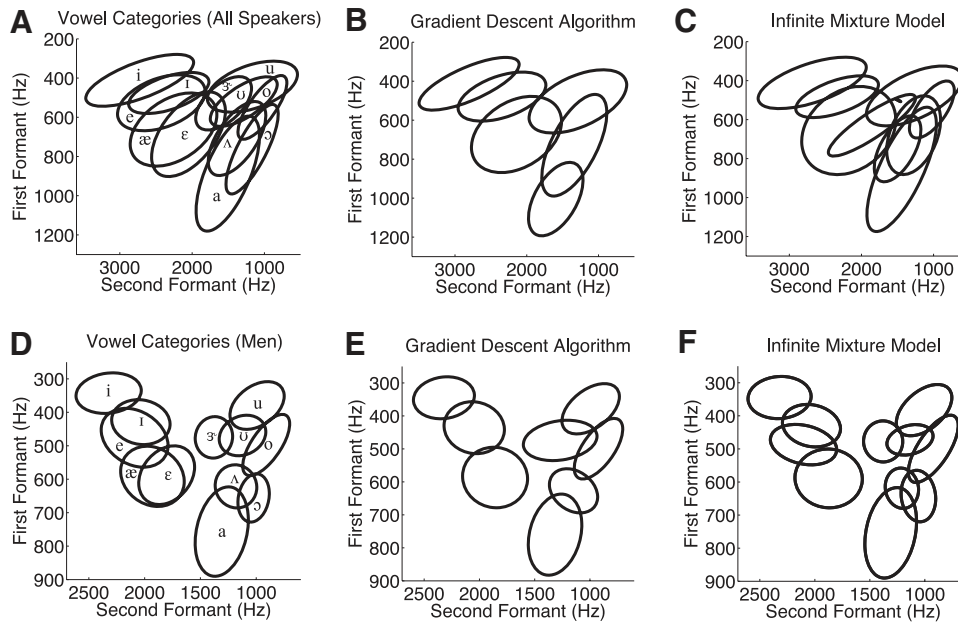 A Vowel Categories (All Speakers)
200
400
600
800
1000
1200
First Formant (Hz)
i
ɪ
e
æ
ɛ
ɝ
ʊ
u
o
ʌ
ɔ
a
3000 2000 1000
Second Formant (Hz)
B Gradient Descent Algorithm
200
400
600
800
1000
1200
First Formant (Hz)
3000 2000 1000
Second Formant (Hz)
C Infinite Mixture Model
200
400
600
800
1000
1200
First Formant (Hz)
3000 2000 1000
Second Formant (Hz)
D Vowel Categories (Men)
300
400
500
600
700
800
900
First Formant (Hz)
i
ɪ
e
æ
ɛ
ɝ
ʊ
u
o
ʌ
ɔ
a
2500 2000 1500 1000
Second Formant (Hz)
E Gradient Descent Algorithm
300
400
500
600
700
800
900
First Formant (Hz)
2500 2000 1500 1000
Second Formant (Hz)
F Infinite Mixture Model
300
400
500
600
700
800
900
First Formant (Hz)
2500 2000 1500 1000
Second Formant (Hz)